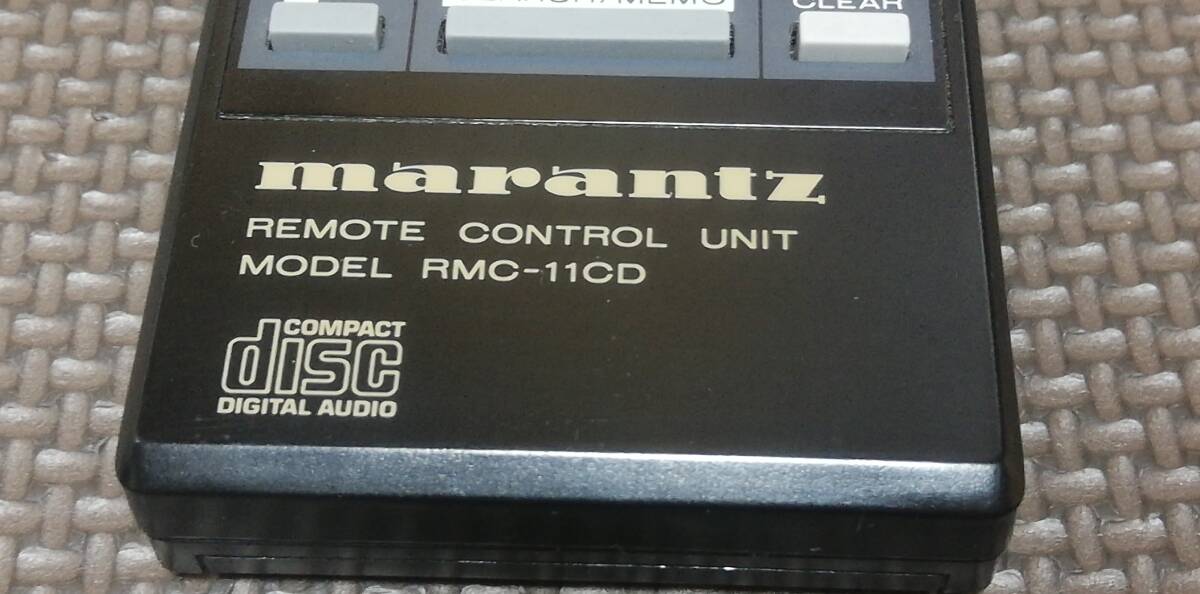 CLEAR
marantz
REMOTE CONTROL UNIT
MODEL RMC-11CD
COMPACT
disc
DIGITAL AUDIO